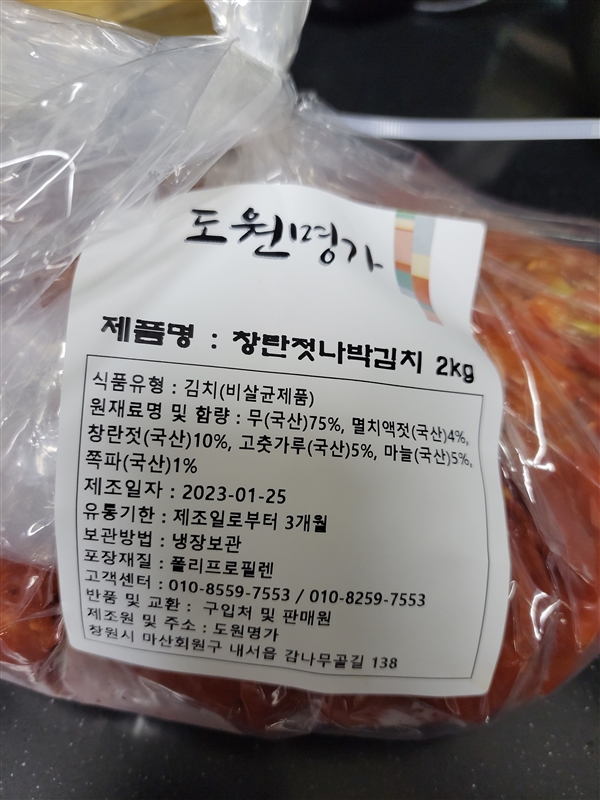 도원명가
제품명 : 창란젓나박김치 2kg
식품유형 : 김치(비살균제품)
원재료명 및 함량 : 무(국산)75%, 멸치액젓(국산)4%,
창란젓(국산)10%, 고춧가루(국산)5%, 마늘(국산)5%,
쪽파(국산)1%
제조일자 : 2023-01-25
유통기한 : 제조일로부터 3개월
보관방법 : 냉장보관
포장재질 : 폴리프로필렌
고객센터 : 010-8559-7553 / 010-8259-7553
반품 및 교환 : 구입처 및 판매원
제조원 및 주소 : 도원명가
창원시 마산회원구 내서읍 감나무골길 138